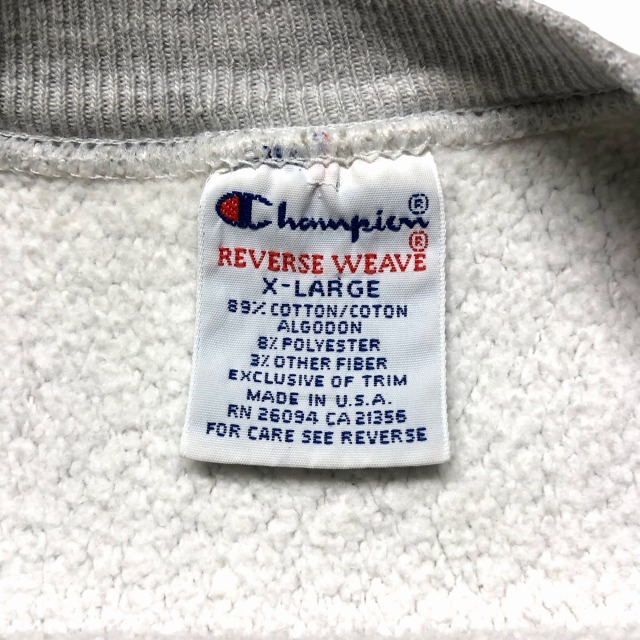 Champion®
REVERSE WEAVE®
X-LARGE
89% COTTON/COTON
ALGODON
8% POLYESTER
3% OTHER FIBER
EXCLUSIVE OF TRIM
MADE IN U.S.A.
RN 26094 CA 21356
FOR CARE SEE REVERSE